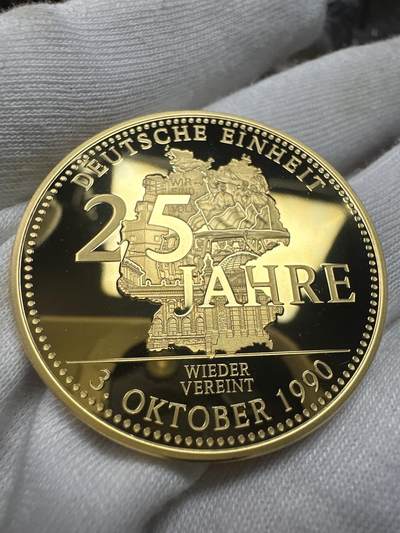 DEUTSCHE EINHEIT
25
JAHRE
WIEDER
VEREINT
3. OKTOBER 1990